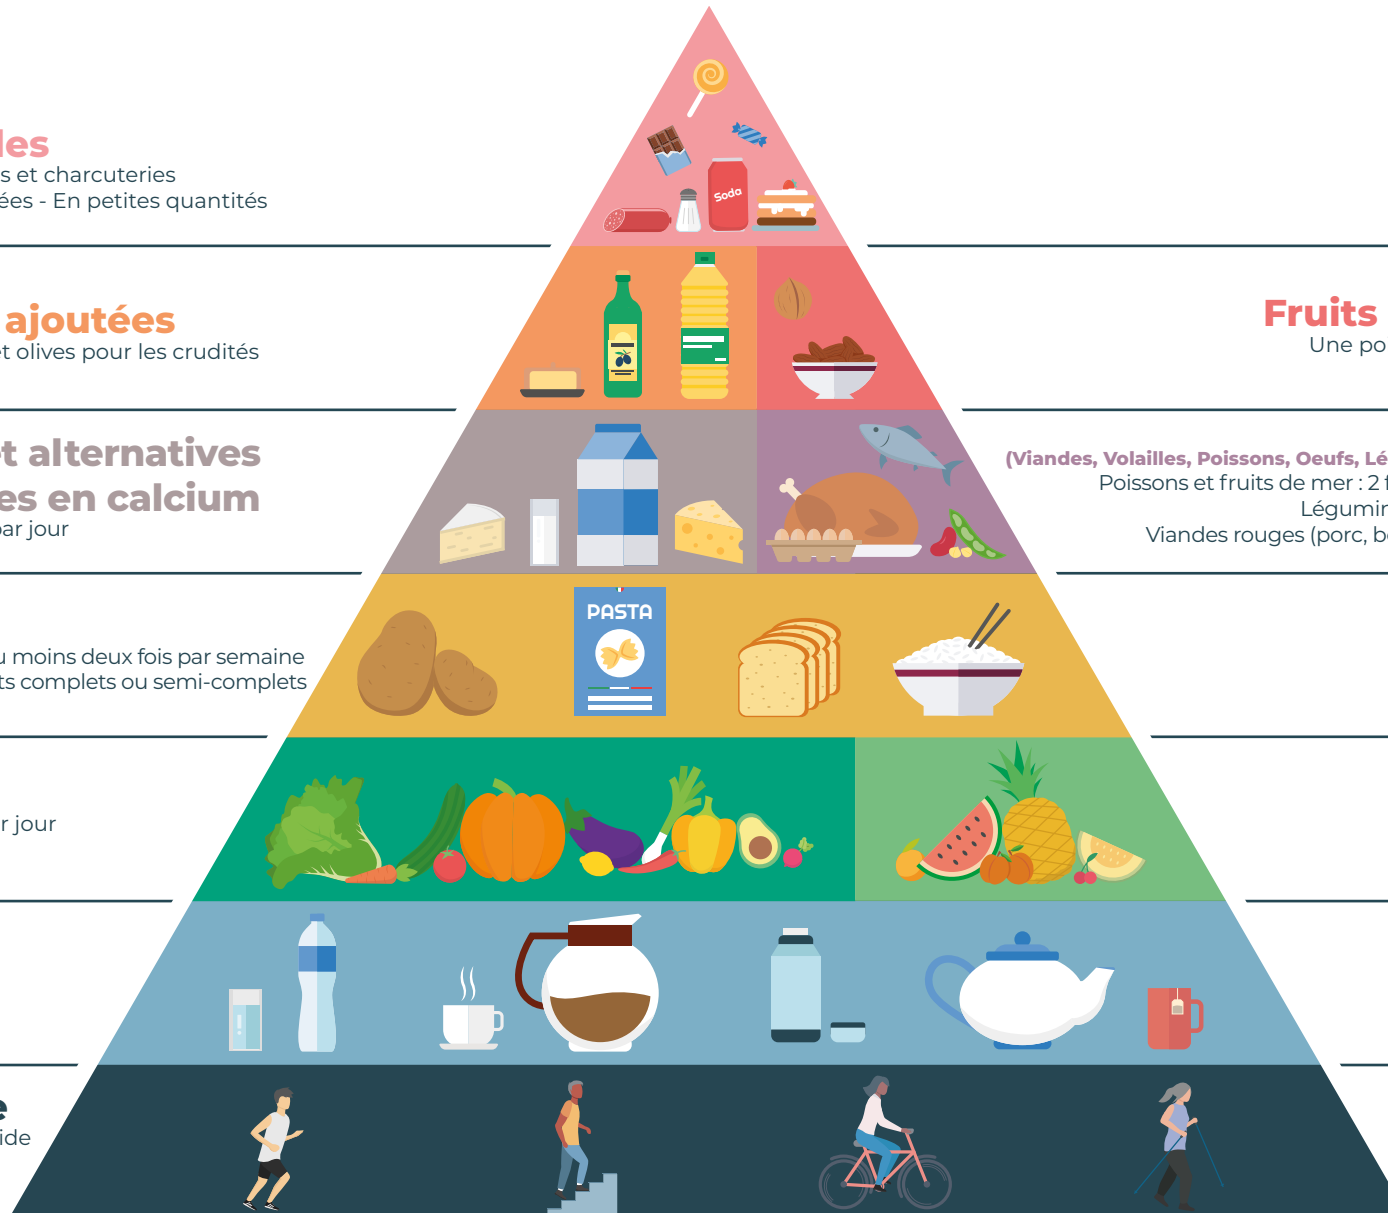 les
s et charcuteries
ées - En petites quantités
Soda
ajoutées
et olives pour les crudités
Fruits
Une po
et alternatives
es en calcium
par jour
(Viandes, Volailles, Poissons, Oeufs, Lé
Poissons et fruits de mer : 2 f
Légumin
Viandes rouges (porc, bo
PASTA
u moins deux fois par semaine
ts complets ou semi-complets
r jour
e
ide